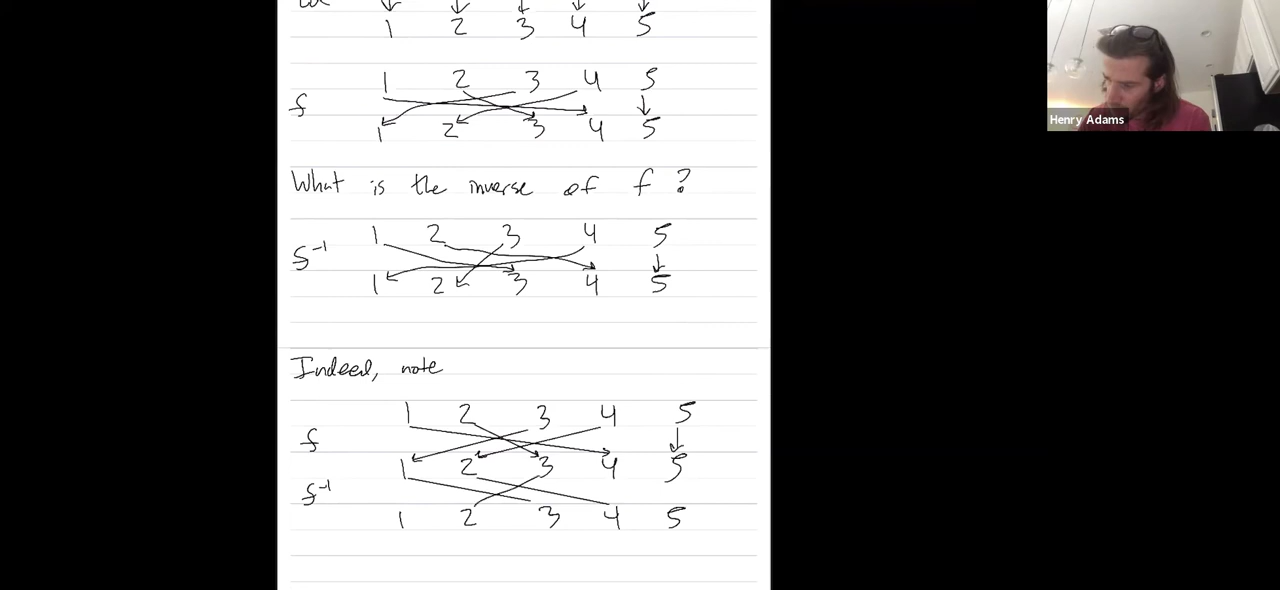 id
1 2 3 4 5
1 2 3 4 5
f
1 2 3 4 5
What is the inverse of f ?
1 2 3 4 5
f⁻¹
1 2 3 4 5
Indeed, note
1 2 3 4 5
f
1 2 3 4 5
f⁻¹
1 2 3 4 5
Henry Adams